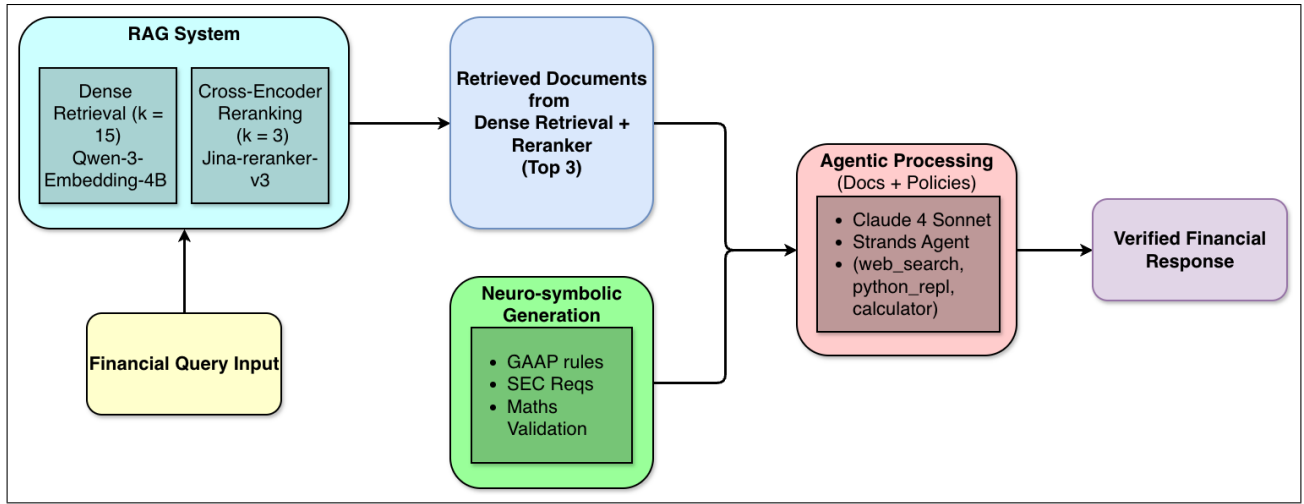 RAG System
Dense
Retrieval (k =
15)
Qwen-3-
Embedding-4B
Cross-Encoder
Reranking
(k = 3)
Jina-reranker-
v3
Financial Query Input
Retrieved Documents
from
Dense Retrieval +
Reranker
(Top 3)
Neuro-symbolic
Generation
• GAAP rules
• SEC Reqs
• Maths
Validation
Agentic Processing
(Docs + Policies)
• Claude 4 Sonnet
• Strands Agent
• (web_search,
python_repl,
calculator)
Verified Financial
Response